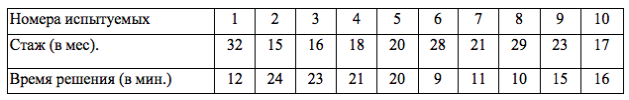 Номера испытуемых 1 2 3 4 5 6 7 8 9 10
Стаж (в мес). 32 15 16 18 20 28 21 29 23 17
Время решения (в мин.) 12 24 23 21 20 9 11 10 15 16